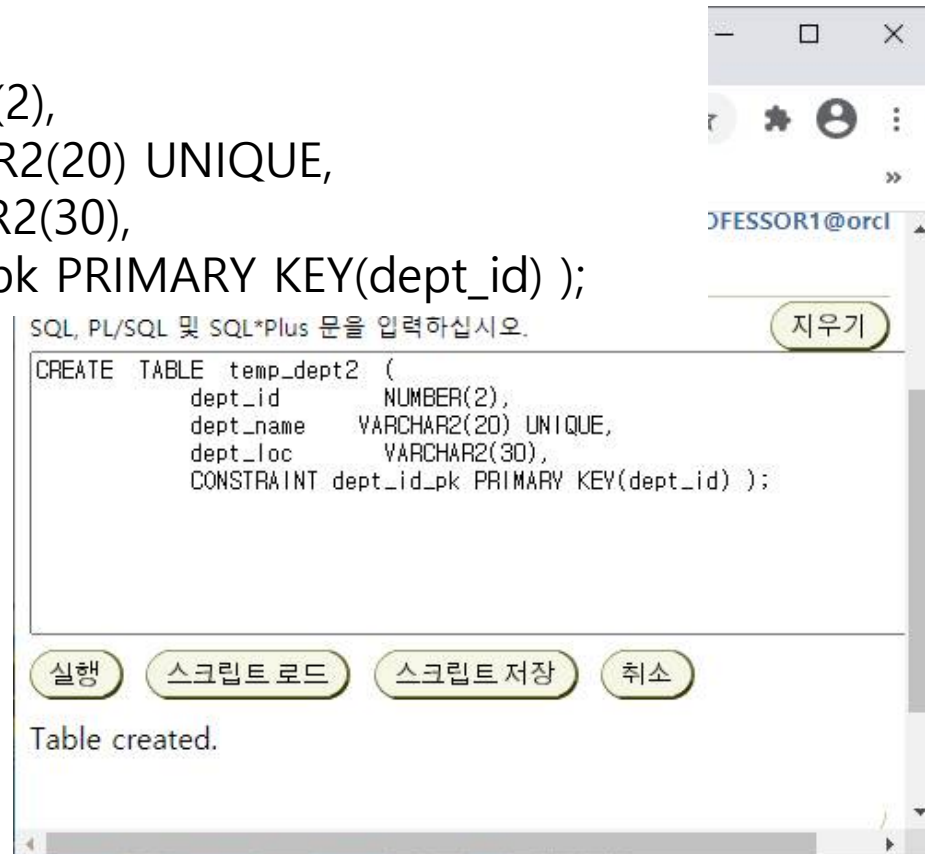 (2),
R2(20) UNIQUE,
R2(30),
pk PRIMARY KEY(dept_id) );
OFESSOR1@orcl
SQL, PL/SQL 및 SQL*Plus 문을 입력하십시오.
지우기
CREATE TABLE temp_dept2 (
dept_id NUMBER(2),
dept_name VARCHAR2(20) UNIQUE,
dept_loc VARCHAR2(30),
CONSTRAINT dept_id_pk PRIMARY KEY(dept_id) );
실행 스크립트 로드 스크립트 저장 취소
Table created.